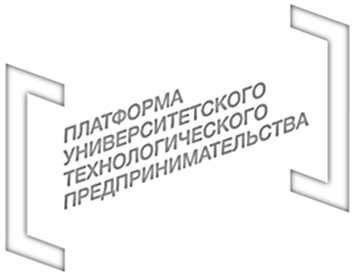 ПЛАТФОРМА
УНИВЕРСИТЕТСКОГО
ТЕХНОЛОГИЧЕСКОГО
ПРЕДПРИНИМАТЕЛЬСТВА